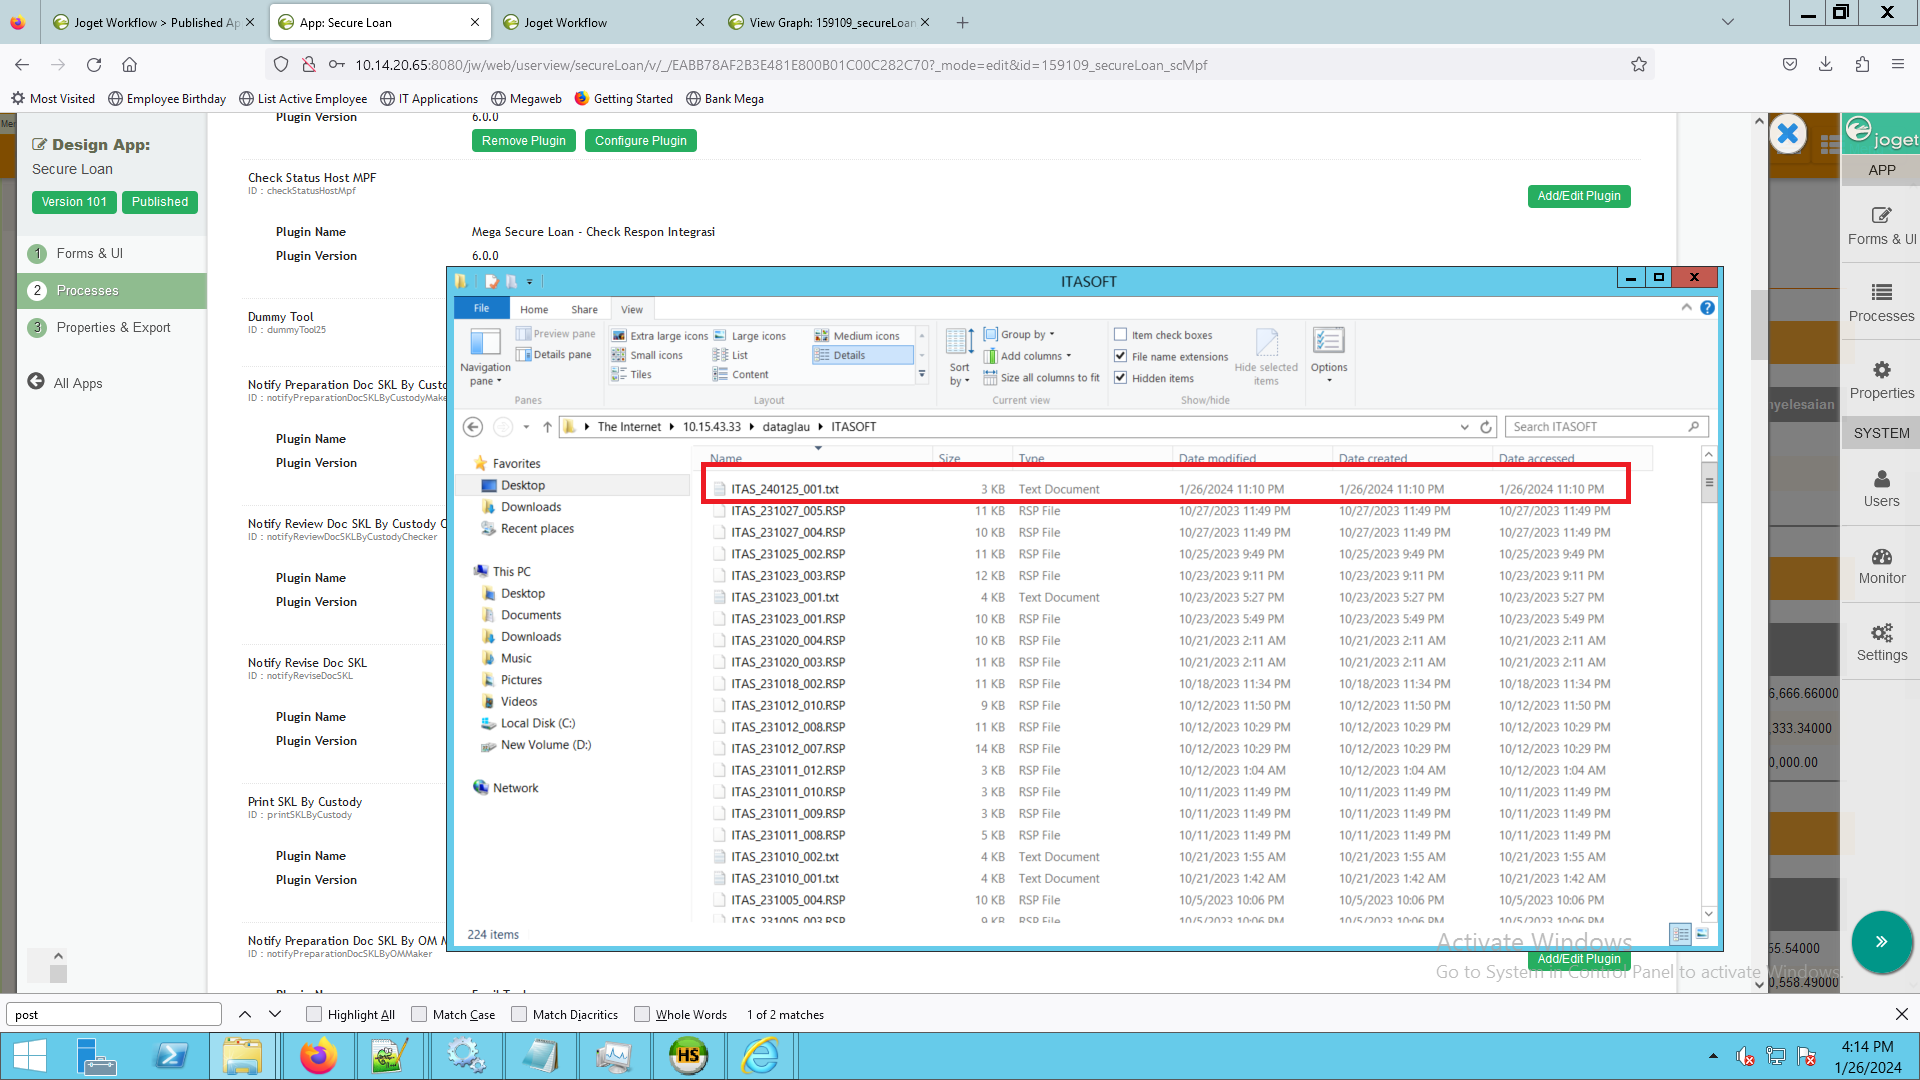 Joget Workflow > Published Ap
App: Secure Loan
Joget Workflow
View Graph: 159109_secureLoan
10.14.20.65:8080/jw/web/userview/secureLoan/v/_/EABB78AF2B3E481E800B01C00C282C70?_mode=edit&id=159109_secureLoan_scMpf
Most Visited
Employee Birthday
List Active Employee
IT Applications
Megaweb
Getting Started
Bank Mega
Design App:
Secure Loan
Version 101
Published
1 Forms & UI
2 Processes
3 Properties & Export
All Apps
Plugin Version 6.0.0
Remove Plugin
Configure Plugin
Check Status Host MPF
ID : checkStatusHostMpf
Add/Edit Plugin
Plugin Name Mega Secure Loan - Check Respon Integrasi
Plugin Version 6.0.0
Dummy Tool
ID : dummyTool25
Notify Preparation Doc SKL By Custo
ID : notifyPreparationDocSKLByCustodyMake
Plugin Name
Plugin Version
Notify Review Doc SKL By Custody C
ID : notifyReviewDocSKLByCustodyChecker
Plugin Name
Plugin Version
Notify Revise Doc SKL
ID : notifyReviseDocSKL
Plugin Name
Plugin Version
Print SKL By Custody
ID : printSKLByCustody
Plugin Name
Plugin Version
Notify Preparation Doc SKL By OM M
ID : notifyPreparationDocSKLByOMMaker
Add/Edit Plugin
ITASOFT
File
Home
Share
View
Navigation pane
Preview pane
Details pane
Panes
Extra large icons
Large icons
Medium icons
Small icons
List
Details
Tiles
Content
Layout
Sort by
Group by
Add columns
Size all columns to fit
Current view
Item check boxes
File name extensions
Hidden items
Hide selected items
Show/hide
Options
The Internet
10.15.43.33
dataglau
ITASOFT
Search ITASOFT
Favorites
Desktop
Downloads
Recent places
This PC
Desktop
Documents
Downloads
Music
Pictures
Videos
Local Disk (C:)
New Volume (D:)
Network
Name Size Type Date modified Date created Date accessed
ITAS_240125_001.txt 3 KB Text Document 1/26/2024 11:10 PM 1/26/2024 11:10 PM 1/26/2024 11:10 PM
ITAS_231027_005.RSP 11 KB RSP File 10/27/2023 11:49 PM 10/27/2023 11:49 PM 10/27/2023 11:49 PM
ITAS_231027_004.RSP 10 KB RSP File 10/27/2023 11:49 PM 10/27/2023 11:49 PM 10/27/2023 11:49 PM
ITAS_231025_002.RSP 11 KB RSP File 10/25/2023 9:49 PM 10/25/2023 9:49 PM 10/25/2023 9:49 PM
ITAS_231023_003.RSP 12 KB RSP File 10/23/2023 9:11 PM 10/23/2023 9:11 PM 10/23/2023 9:11 PM
ITAS_231023_001.txt 4 KB Text Document 10/23/2023 5:27 PM 10/23/2023 5:27 PM 10/23/2023 5:27 PM
ITAS_231023_001.RSP 10 KB RSP File 10/23/2023 5:49 PM 10/23/2023 5:49 PM 10/23/2023 5:49 PM
ITAS_231020_004.RSP 10 KB RSP File 10/21/2023 2:11 AM 10/21/2023 2:11 AM 10/21/2023 2:11 AM
ITAS_231020_003.RSP 11 KB RSP File 10/21/2023 2:11 AM 10/21/2023 2:11 AM 10/21/2023 2:11 AM
ITAS_231018_002.RSP 11 KB RSP File 10/18/2023 11:34 PM 10/18/2023 11:34 PM 10/18/2023 11:34 PM
ITAS_231012_010.RSP 9 KB RSP File 10/12/2023 11:50 PM 10/12/2023 11:50 PM 10/12/2023 11:50 PM
ITAS_231012_008.RSP 11 KB RSP File 10/12/2023 10:29 PM 10/12/2023 10:29 PM 10/12/2023 10:29 PM
ITAS_231012_007.RSP 14 KB RSP File 10/12/2023 10:29 PM 10/12/2023 10:29 PM 10/12/2023 10:29 PM
ITAS_231011_012.RSP 3 KB RSP File 10/12/2023 1:04 AM 10/12/2023 1:04 AM 10/12/2023 1:04 AM
ITAS_231011_010.RSP 3 KB RSP File 10/11/2023 11:49 PM 10/11/2023 11:49 PM 10/11/2023 11:49 PM
ITAS_231011_009.RSP 3 KB RSP File 10/11/2023 11:49 PM 10/11/2023 11:49 PM 10/11/2023 11:49 PM
ITAS_231011_008.RSP 5 KB RSP File 10/11/2023 11:49 PM 10/11/2023 11:49 PM 10/11/2023 11:49 PM
ITAS_231010_002.txt 4 KB Text Document 10/21/2023 1:55 AM 10/21/2023 1:55 AM 10/21/2023 1:55 AM
ITAS_231010_001.txt 4 KB Text Document 10/21/2023 1:42 AM 10/21/2023 1:42 AM 10/21/2023 1:42 AM
ITAS_231005_004.RSP 10 KB RSP File 10/5/2023 10:06 PM 10/5/2023 10:06 PM 10/5/2023 10:06 PM
ITAS_231005_003.RSP 9 KB RSP File 10/5/2023 10:06 PM 10/5/2023 10:06 PM 10/5/2023 10:06 PM
224 items
joget
APP
Forms & UI
Processes
Properties
nyelesaian
SYSTEM
Users
Monitor
Settings
6,666.66000
,333.34000
0,000.00
65.54000
0,558.49000
Activate Windows
Go to System in Control Panel to activate Windows.
post
Highlight All
Match Case
Match Diacritics
Whole Words
1 of 2 matches
HS
4:14 PM
1/26/2024